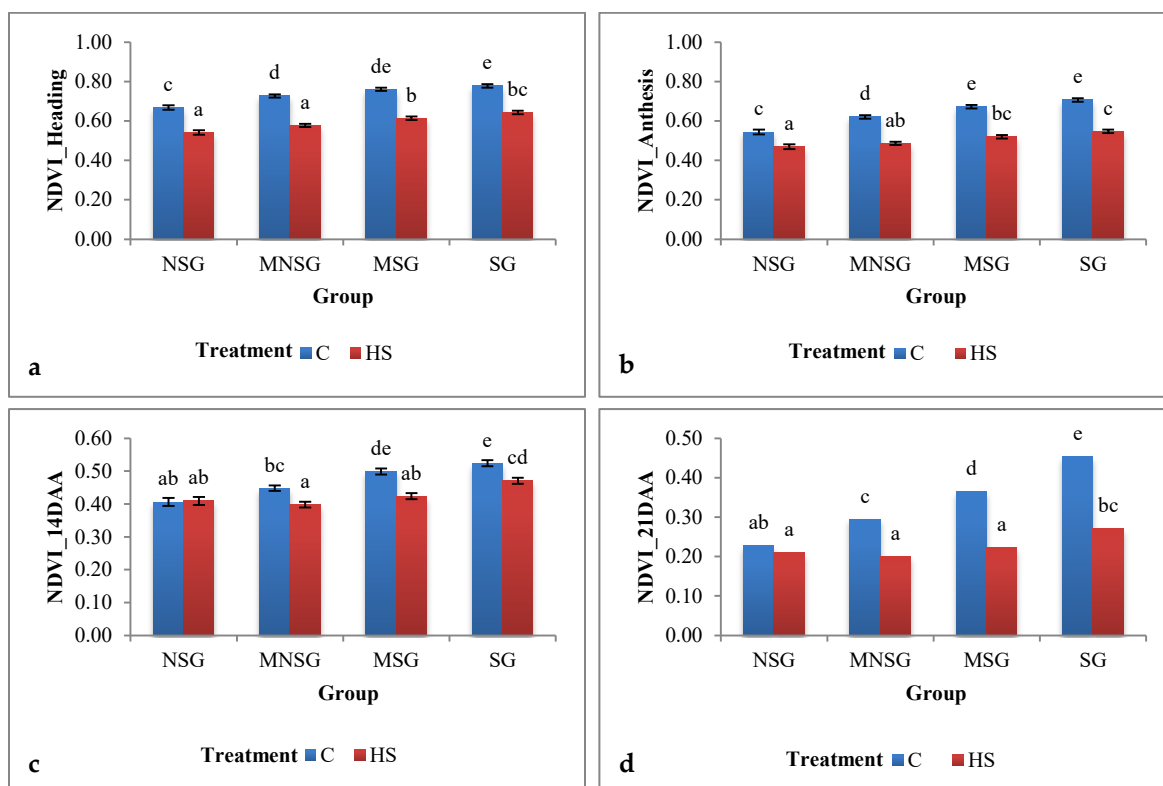 NDVI_Heading
1.00
0.80
0.60
0.40
0.20
0.00
c
a
d
a
de
b
e
bc
NSG MNSG MSG SG
Group
Treatment C HS
a
NDVI_Anthesis
1.00
0.80
0.60
0.40
0.20
0.00
c
a
d
ab
e
bc
e
c
NSG MNSG MSG SG
Group
Treatment C HS
b
NDVI_14DAA
0.60
0.50
0.40
0.30
0.20
0.10
0.00
ab
ab
bc
a
de
ab
e
cd
NSG MNSG MSG SG
Group
Treatment C HS
c
NDVI_21DAA
0.50
0.40
0.30
0.20
0.10
0.00
ab
a
c
a
d
a
e
bc
NSG MNSG MSG SG
Group
Treatment C HS
d